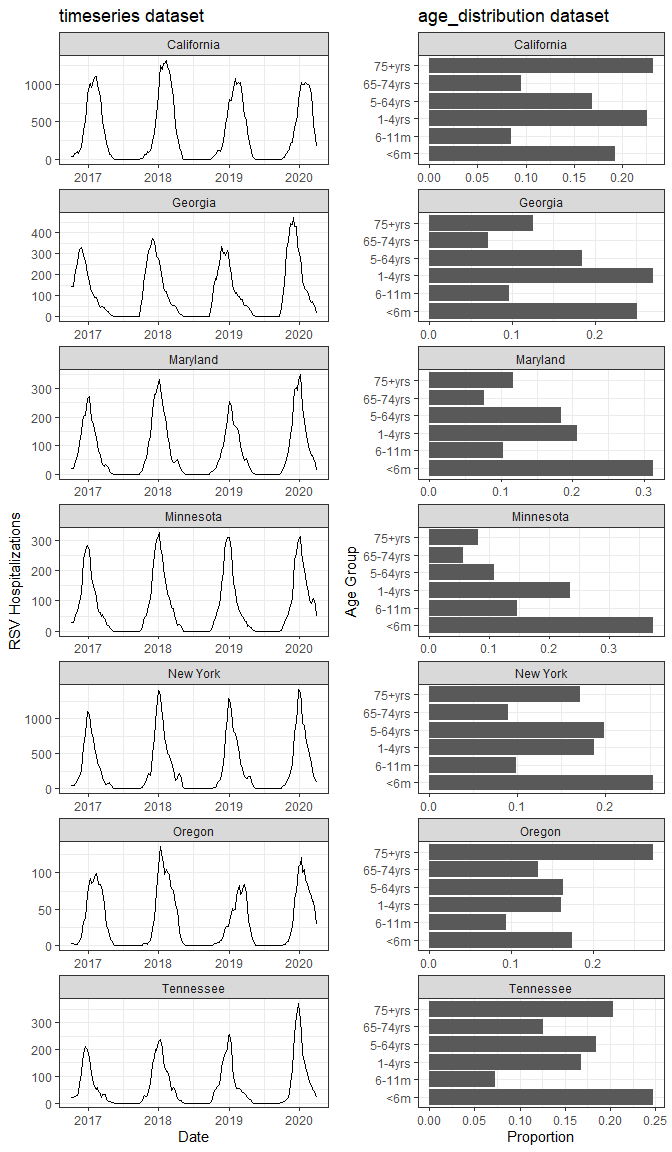 timeseries dataset
California
1000
500
0
2017 2018 2019 2020
Georgia
400
300
200
100
0
2017 2018 2019 2020
Maryland
300
200
100
0
2017 2018 2019 2020
Minnesota
300
200
100
0
2017 2018 2019 2020
New York
1000
500
0
2017 2018 2019 2020
Oregon
100
50
0
2017 2018 2019 2020
Tennessee
300
200
100
0
2017 2018 2019 2020
Date
RSV Hospitalizations
age_distribution dataset
California
75+yrs
65-74yrs
5-64yrs
1-4yrs
6-11m
<6m
0.00 0.05 0.10 0.15 0.20
Georgia
75+yrs
65-74yrs
5-64yrs
1-4yrs
6-11m
<6m
0.0 0.1 0.2
Maryland
75+yrs
65-74yrs
5-64yrs
1-4yrs
6-11m
<6m
0.0 0.1 0.2 0.3
Minnesota
75+yrs
65-74yrs
5-64yrs
1-4yrs
6-11m
<6m
0.0 0.1 0.2 0.3
New York
75+yrs
65-74yrs
5-64yrs
1-4yrs
6-11m
<6m
0.0 0.1 0.2
Oregon
75+yrs
65-74yrs
5-64yrs
1-4yrs
6-11m
<6m
0.0 0.1 0.2
Tennessee
75+yrs
65-74yrs
5-64yrs
1-4yrs
6-11m
<6m
0.00 0.05 0.10 0.15 0.20 0.25
Proportion
Age Group